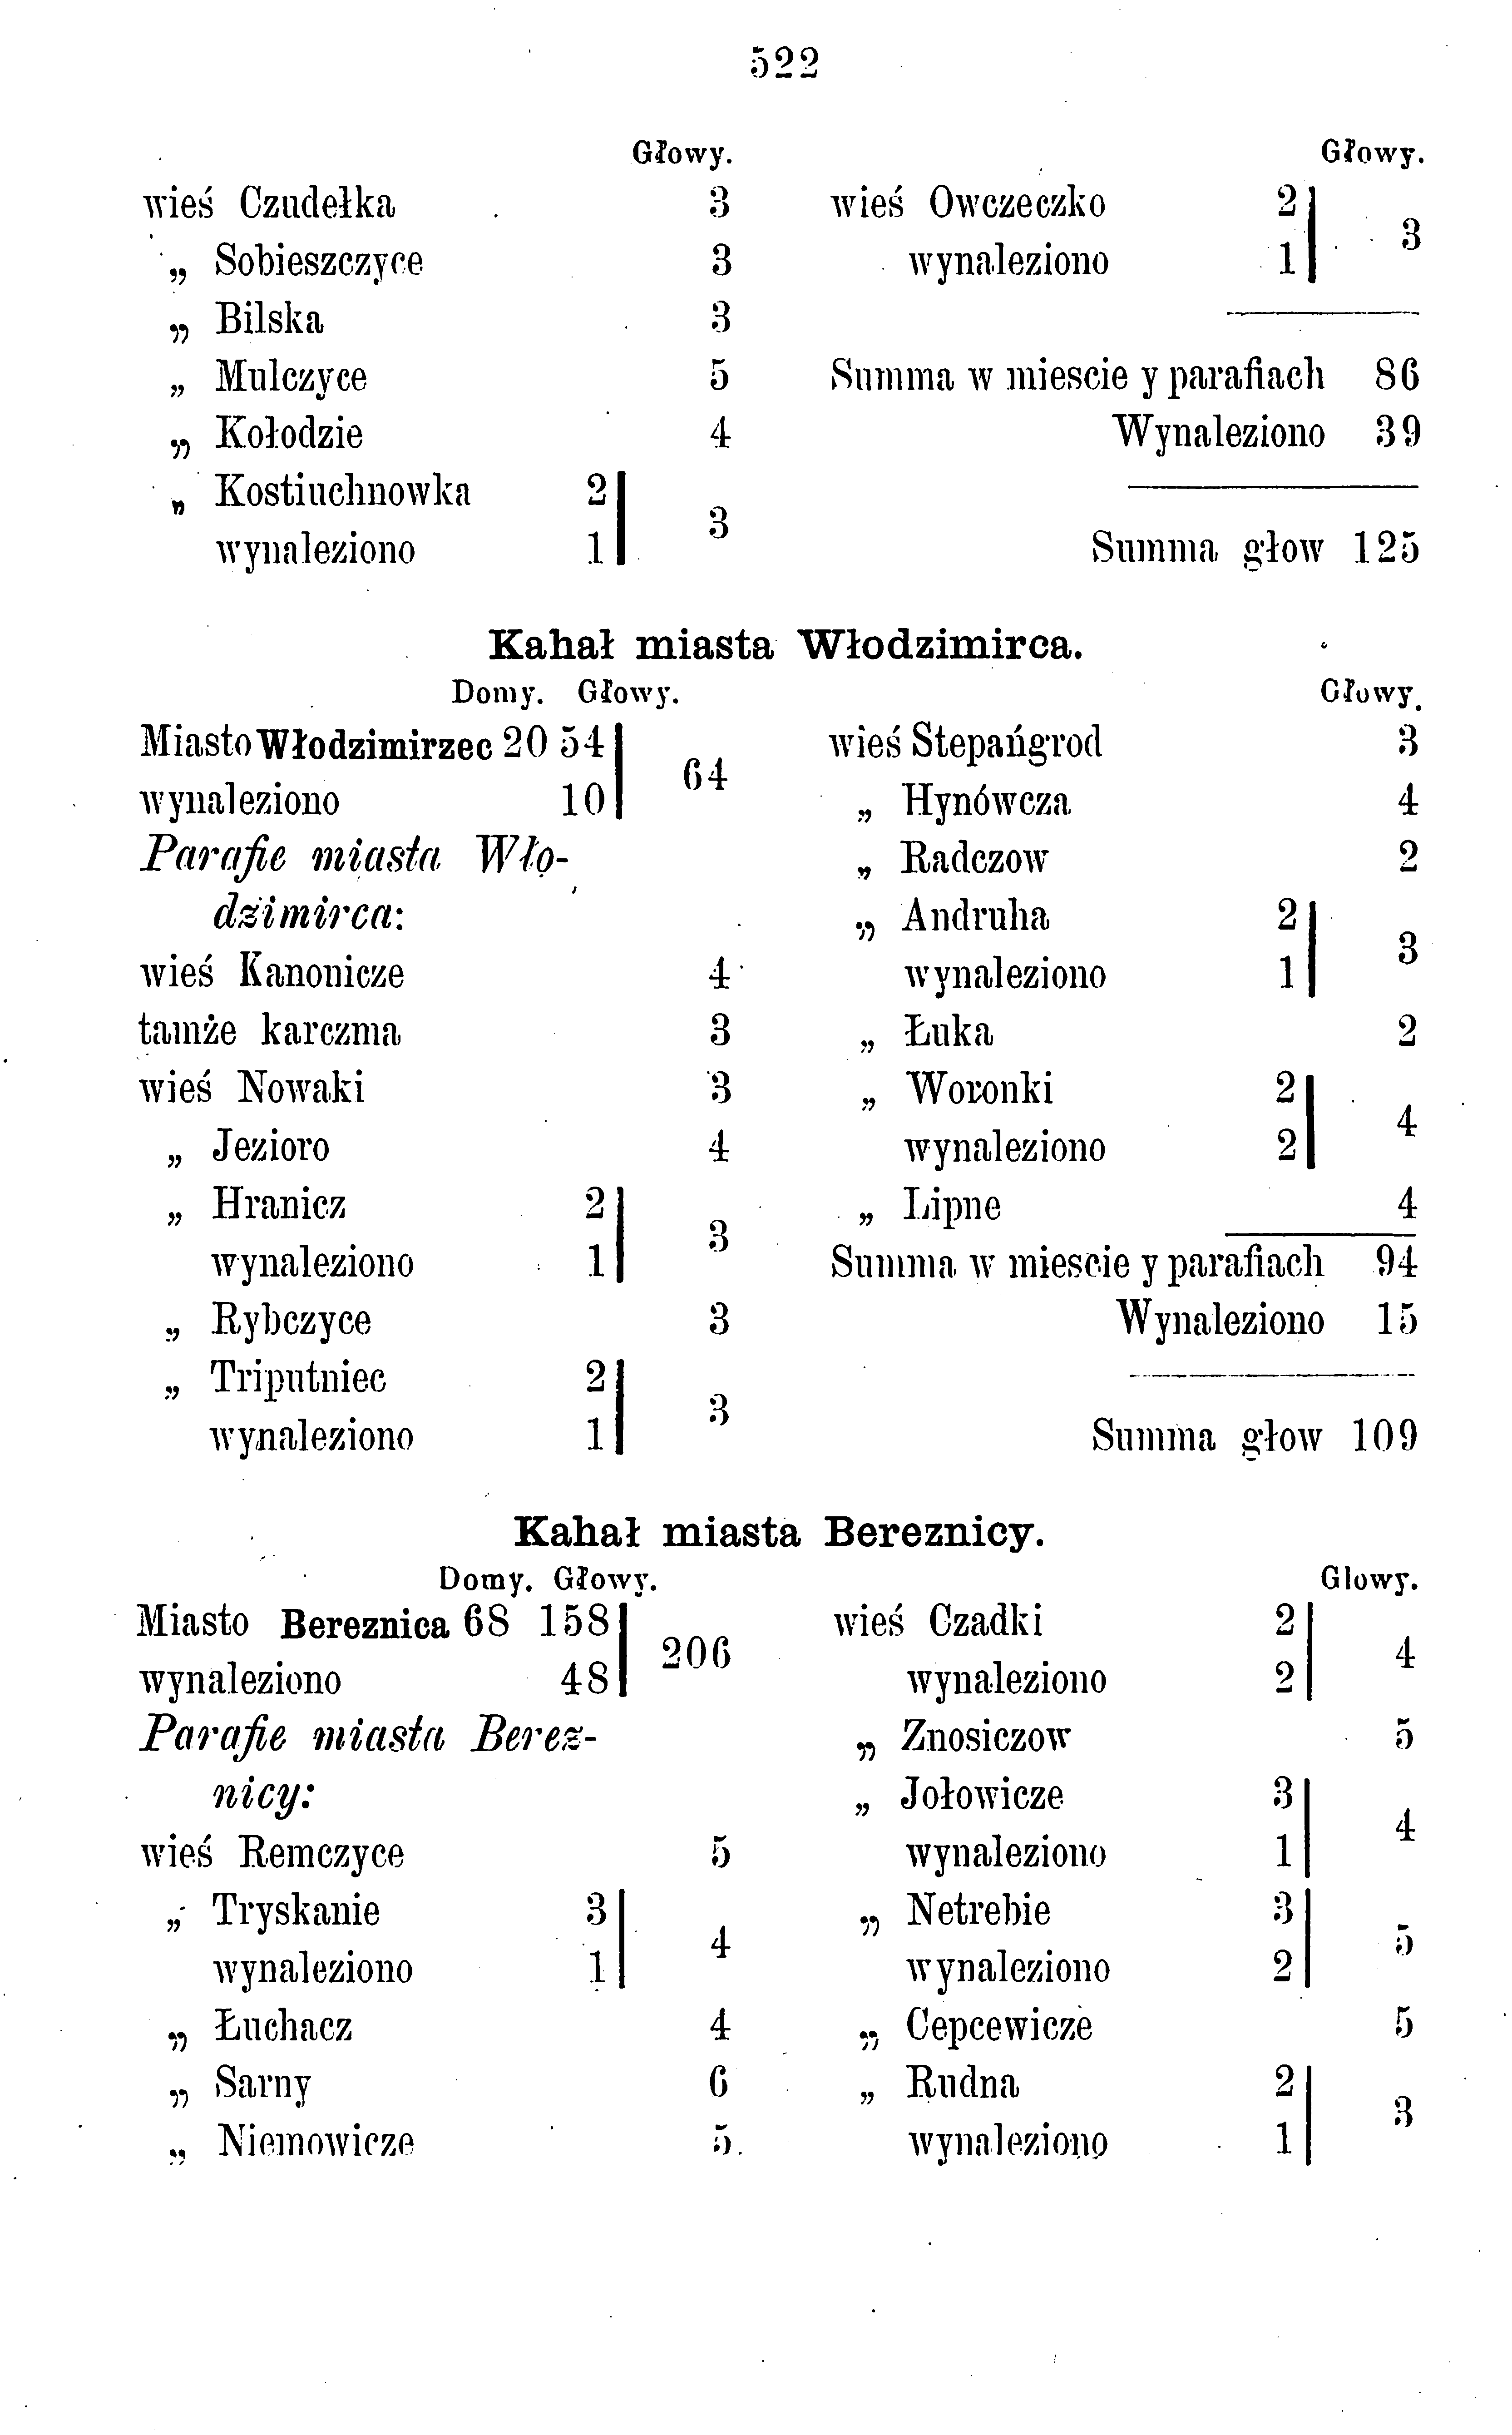 522
Głowy.
wieś Czudełka 3
„ Sobieszczyce 3
„ Bilska 3
„ Mulczyce 5
„ Kołodzie 4
„ Kostiuchnowka 2
3
wynaleziono 1
Głowy.
wieś Owczeczko 2
3
wynaleziono 1
Summa w miescie y parafiach 86
Wynaleziono 39
Summa głow 125
Kahał miasta Włodzimirca.
Domy. Głowy.
Miasto Włodzimirzec 20 54
64
wynaleziono 10
Parafie miasta Wło-
dzimirca:
wieś Kanonicze 4
tamże karczma 3
wieś Nowaki 3
„ Jezioro 4
„ Hranicz 2
3
wynaleziono 1
„ Rybczyce 3
„ Triputniec 2
3
wynaleziono 1
Głowy.
wieś Stepańgrod 3
„ Hynówcza 4
„ Radczow 2
„ Andruha 2
3
wynaleziono 1
„ Łuka 2
„ Woronki 2
4
wynaleziono 2
„ Lipne 4
Summa w miescie y parafiach 94
Wynaleziono 15
Summa głow 109
Kahał miasta Bereznicy.
Domy. Głowy.
Miasto Bereznica 68 158
206
wynaleziono 48
Parafie miasta Berez-
nicy:
wieś Remczyce 5
„ Tryskanie 3
4
wynaleziono 1
„ Łuchacz 4
„ Sarny 6
„ Niemowicze 5
Glowy.
wieś Czadki 2
4
wynaleziono 2
„ Znosiczow 5
„ Jołowicze 3
4
wynaleziono 1
„ Netrebie 3
5
wynaleziono 2
„ Cepcewicze 5
„ Rudna 2
3
wynaleziono 1